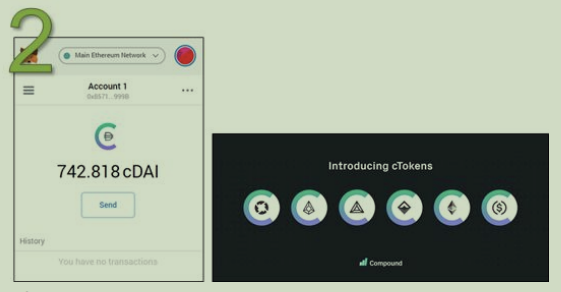 2
Main Ethereum Network
Account 1
0x8571...9998
742.818 cDAI
Send
History
You have no transactions
Introducing cTokens
Compound